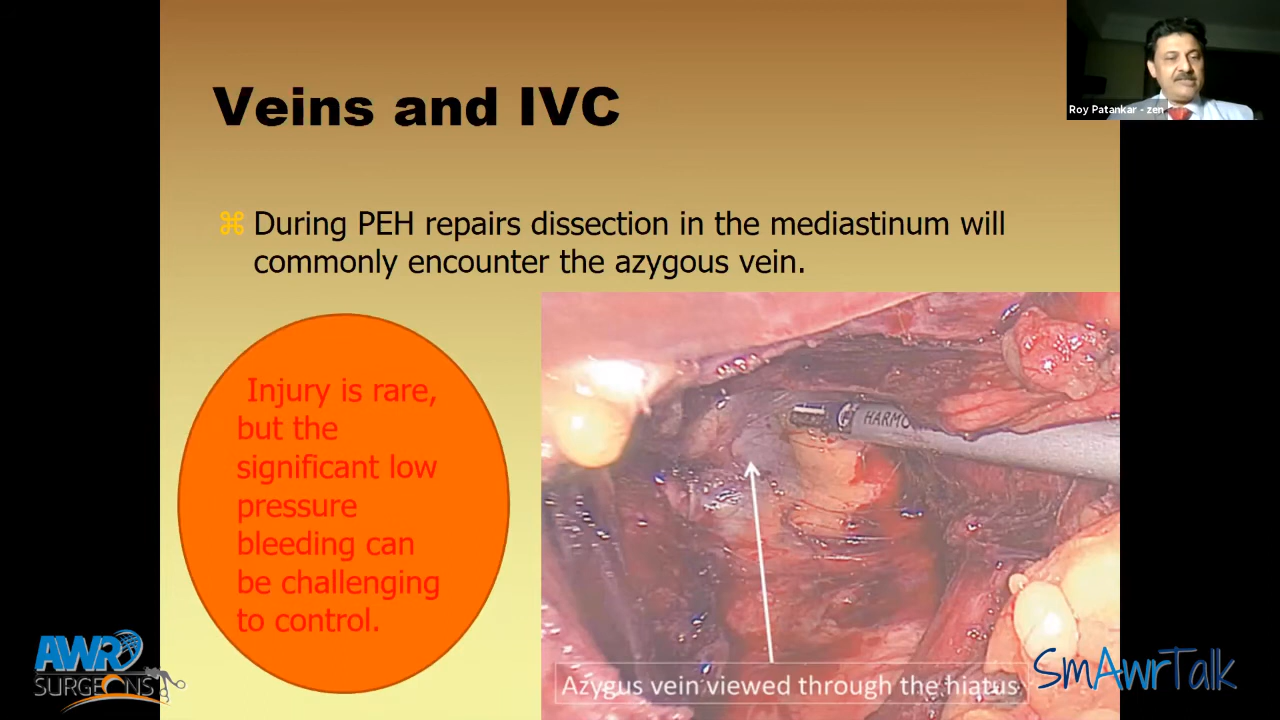 Veins and IVC
Roy Patankar - zen
⌘ During PEH repairs dissection in the mediastinum will
commonly encounter the azygous vein.
Injury is rare,
but the
significant low
pressure
bleeding can
be challenging
to control.
HARMO
Azygus vein viewed through the hiatus
AWR
SURGEONS
SmAwrTalk